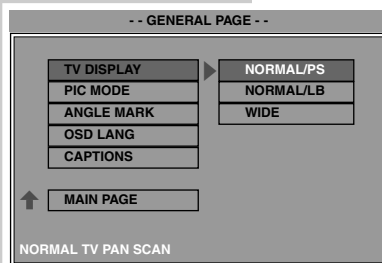 - - GENERAL PAGE - -
TV DISPLAY
NORMAL/PS
PIC MODE
NORMAL/LB
ANGLE MARK
WIDE
OSD LANG
CAPTIONS
MAIN PAGE
NORMAL TV PAN SCAN